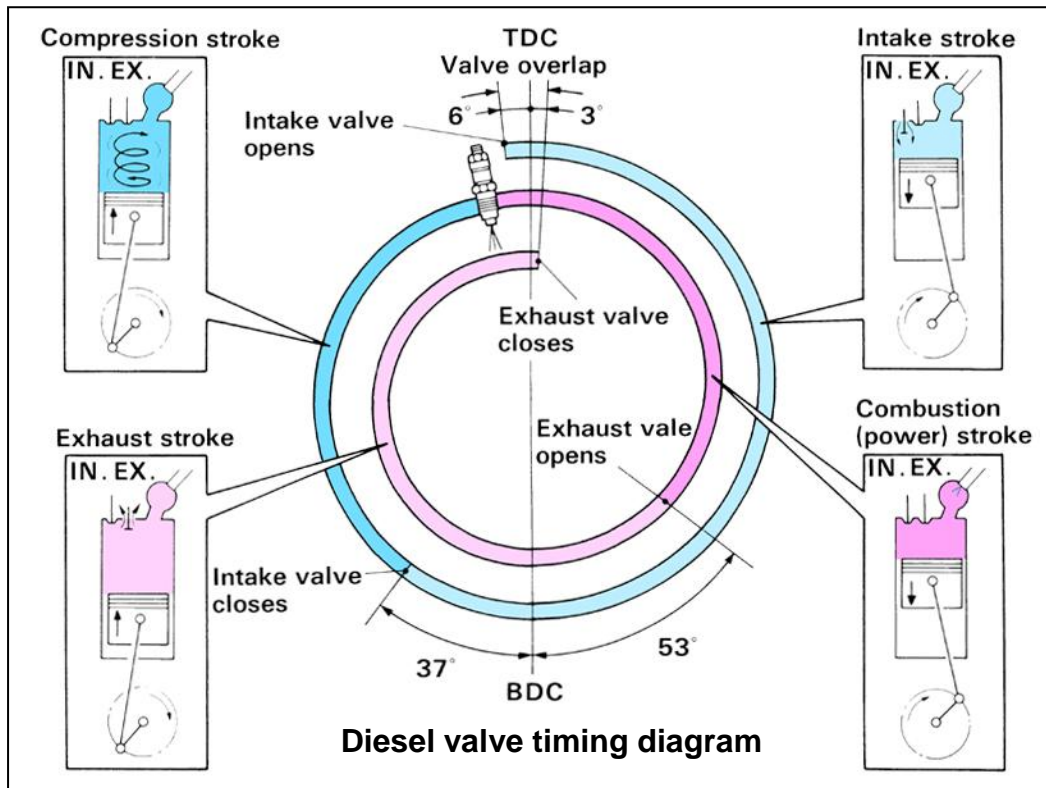 Compression stroke
IN. EX.
TDC
Valve overlap
6°
3°
Intake valve
opens
Intake stroke
IN. EX.
Exhaust valve
closes
Exhaust stroke
IN. EX.
Exhaust vale
opens
Combustion
(power) stroke
IN. EX.
Intake valve
closes
37°
53°
BDC
Diesel valve timing diagram